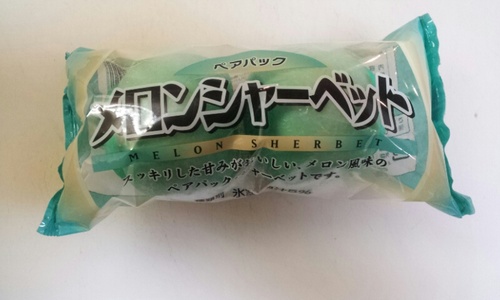 ペアパック
メロンシャーベット
MELON SHERBET
スッキリした甘みがおいしい、メロン風味の
ペアパックシャーベットです。
氷